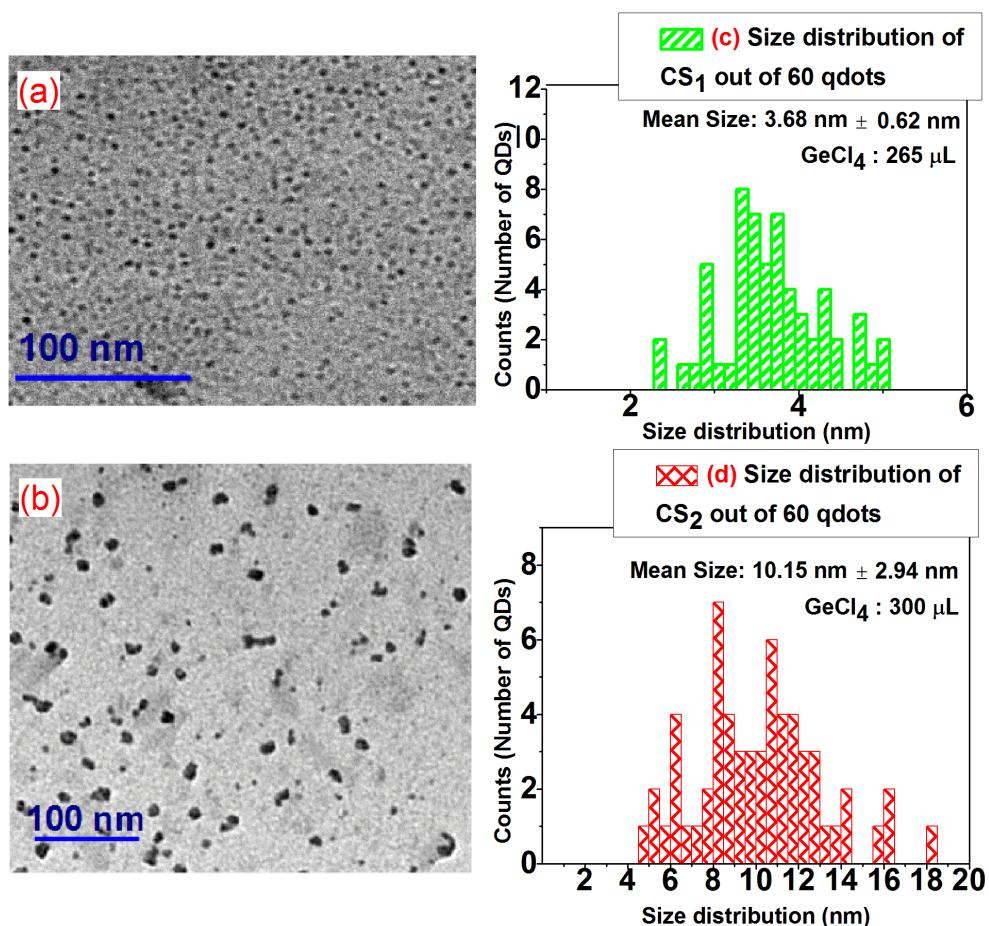 (a)
100 nm
(c) Size distribution of
CS1 out of 60 qdots
Mean Size: 3.68 nm ± 0.62 nm
GeCl4 : 265 μL
Counts (Number of QDs)
12
10
8
6
4
2
0
2 4 6
Size distribution (nm)
(b)
100 nm
(d) Size distribution of
CS2 out of 60 qdots
Mean Size: 10.15 nm ± 2.94 nm
GeCl4 : 300 μL
Counts (Number of QDs)
8
6
4
2
0
2 4 6 8 10 12 14 16 18 20
Size distribution (nm)